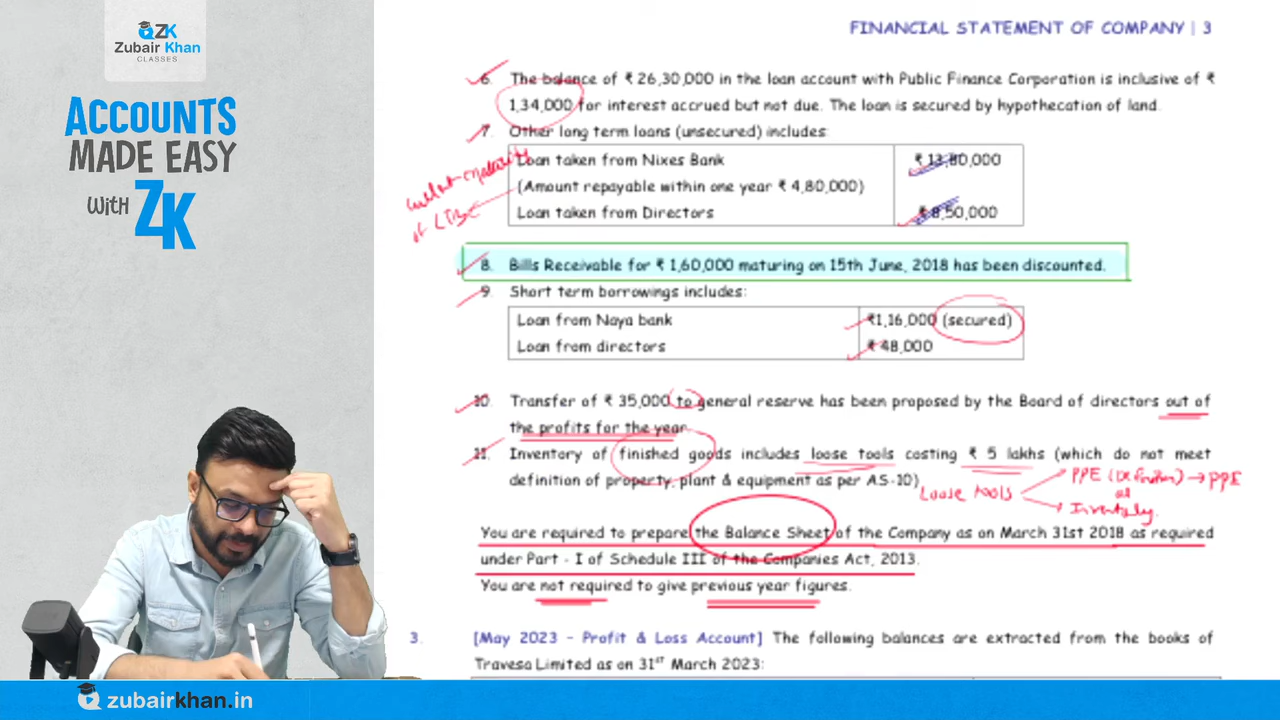 ZK
Zubair Khan
CLASSES
ACCOUNTS
MADE EASY
WITH ZK
FINANCIAL STATEMENT OF COMPANY | 3
6. The balance of ₹ 26,30,000 in the loan account with Public Finance Corporation is inclusive of ₹
1,34,000 for interest accrued but not due. The loan is secured by hypothecation of land.
7. Other long term loans (unsecured) includes:
Loan taken from Nixes Bank ₹ 13,80,000
(Amount repayable within one year ₹ 4,80,000)
Loan taken from Directors ₹ 8,50,000
of LTB
8. Bills Receivable for ₹ 1,60,000 maturing on 15th June, 2018 has been discounted.
9. Short term borrowings includes:
Loan from Naya bank ₹1,16,000 (secured)
Loan from directors ₹ 48,000
10. Transfer of ₹ 35,000 to general reserve has been proposed by the Board of directors out of
the profits for the year.
11. Inventory of finished goods includes loose tools costing ₹ 5 lakhs (which do not meet
definition of property, plant & equipment as per AS-10)
Loose tools
PPE (Definition) → PPE
or
Inventory.
You are required to prepare the Balance Sheet of the Company as on March 31st 2018 as required
under Part - I of Schedule III of the Companies Act, 2013.
You are not required to give previous year figures.
3. [May 2023 - Profit & Loss Account] The following balances are extracted from the books of
Travesa Limited as on 31ST March 2023:
zubairkhan.in